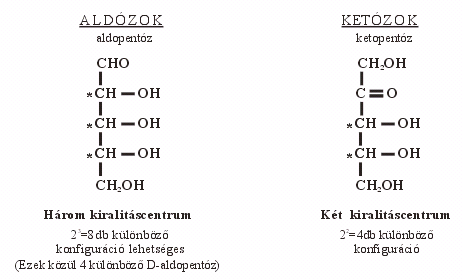 ALDÓZOK
aldopentóz
CHO
*CH — OH
*CH — OH
*CH — OH
CH₂OH
Három kiralitáscentrum
2³=8db különböző
konfiguráció lehetséges
(Ezek közül 4 különböző D-aldopentóz)
KETÓZOK
ketopentóz
CH₂OH
C = O
*CH — OH
*CH — OH
CH₂OH
Két kiralitáscentrum
2²=4db különböző
konfiguráció